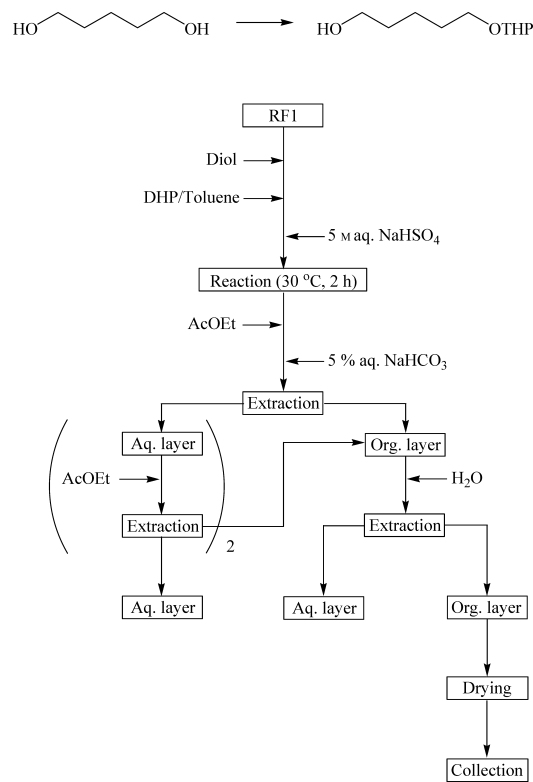 HO OH HO OTHP
RF1
Diol
DHP/Toluene
5 M aq. NaHSO4
Reaction (30 °C, 2 h)
AcOEt
5 % aq. NaHCO3
Extraction
Aq. layer Org. layer
AcOEt H2O
Extraction Extraction
2
Aq. layer Aq. layer Org. layer
Drying
Collection